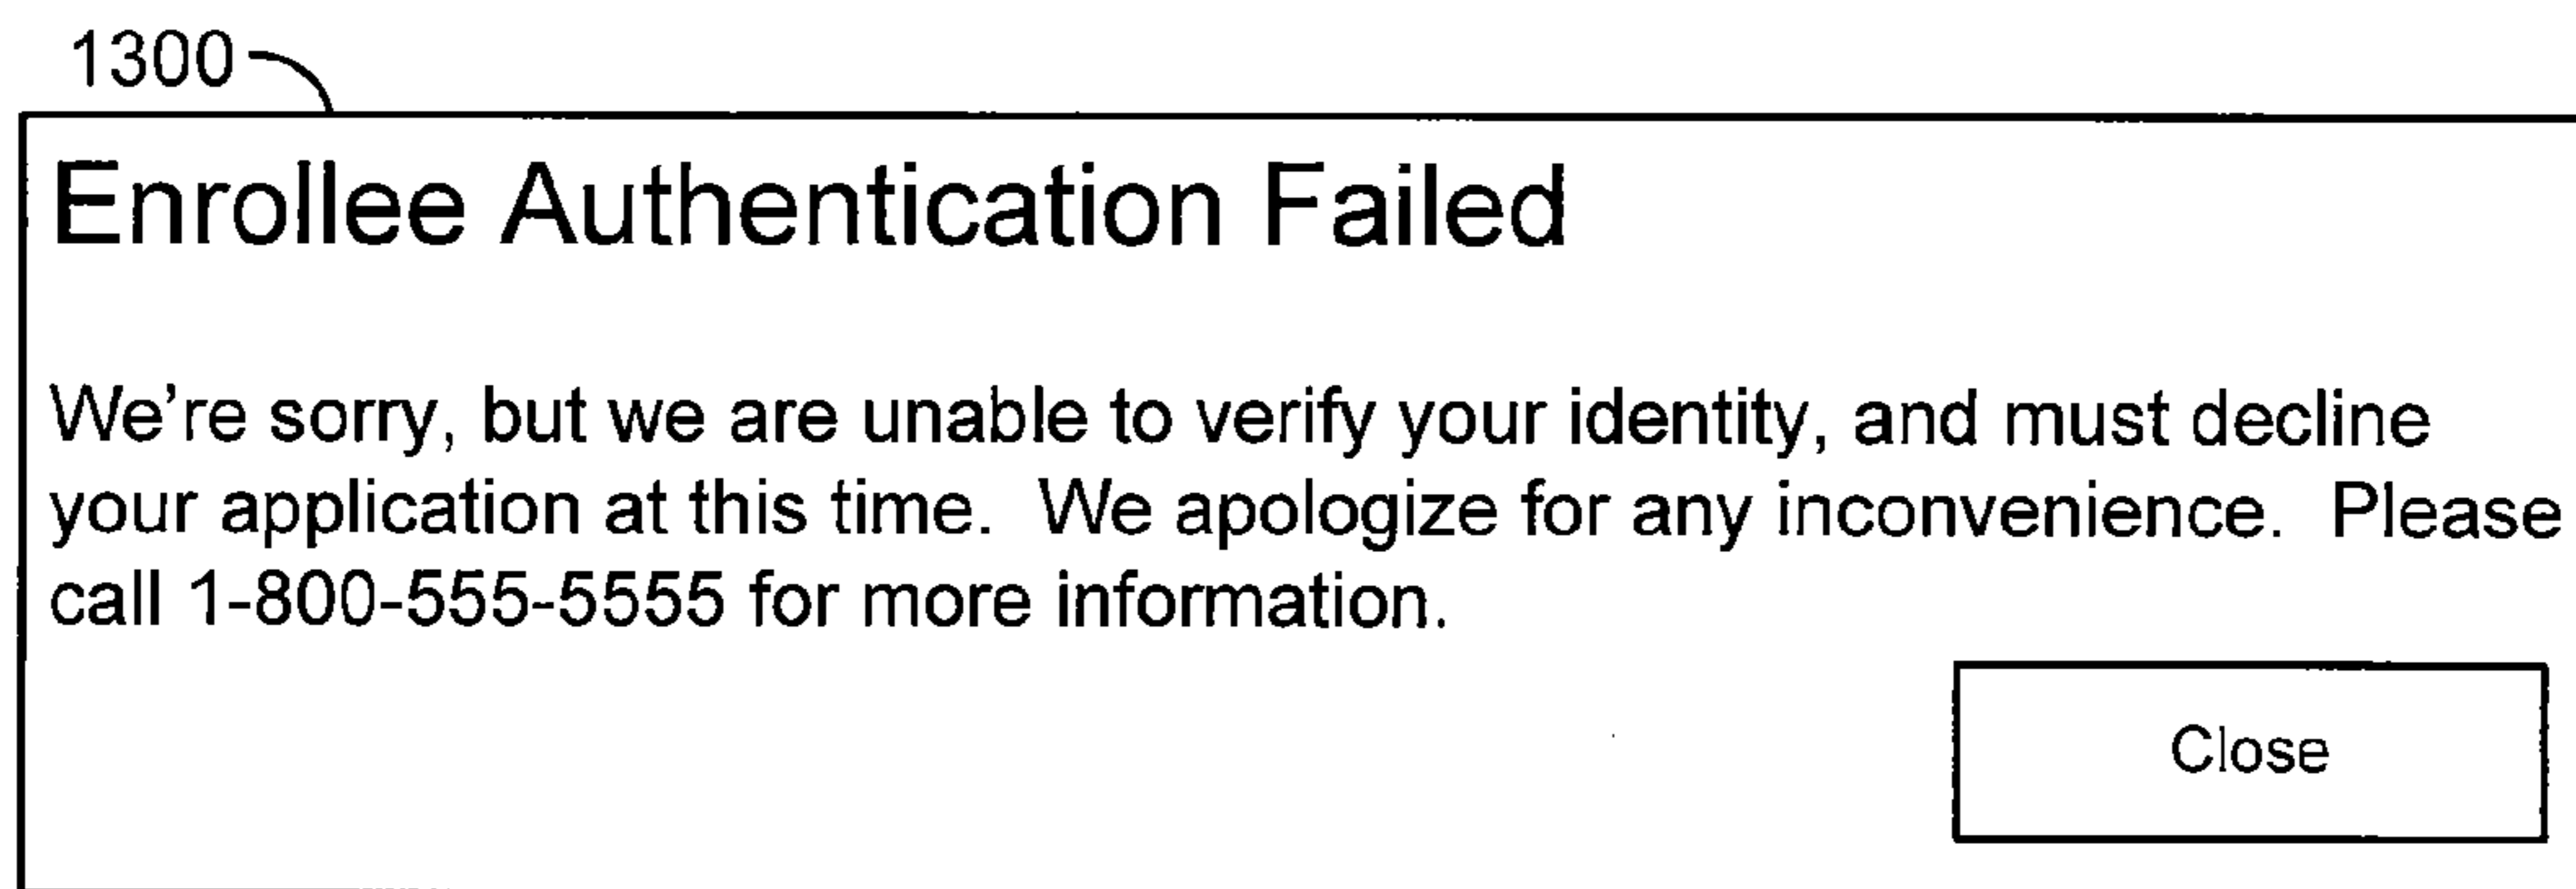 1300
Enrollee Authentication Failed
We're sorry, but we are unable to verify your identity, and must decline
your application at this time.  We apologize for any inconvenience.  Please
call 1-800-555-5555 for more information.
Close